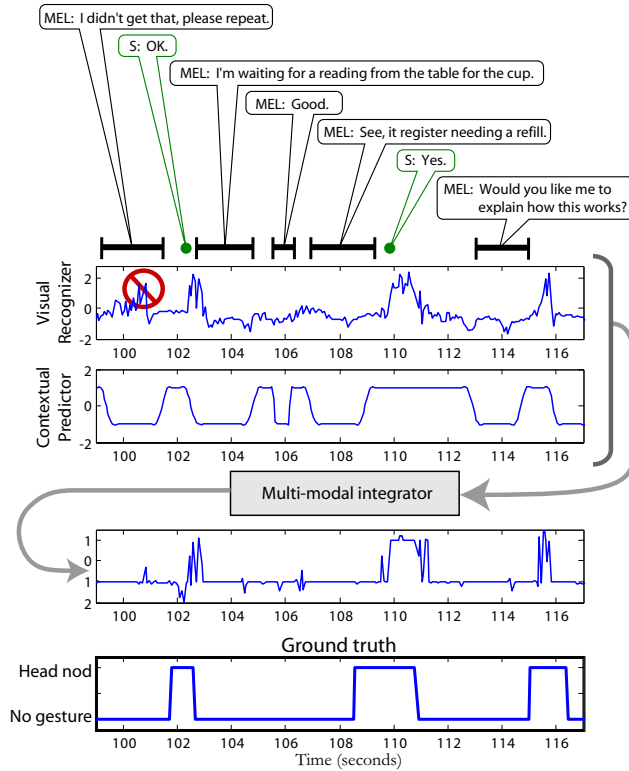 MEL: I didn't get that, please repeat.
S: OK.
MEL: I'm waiting for a reading from the table for the cup.
MEL: Good.
MEL: See, it register needing a refill.
S: Yes.
MEL: Would you like me to
explain how this works?
Visual
Recognizer
2
0
-2
100 102 104 106 108 110 112 114 116
Contextual
Predictor
2
0
2
100 102 104 106 108 110 112 114 116
Multi-modal integrator
1
0
1
2
100 102 104 106 108 110 112 114 116
Ground truth
Head nod
No gesture
100 102 104 106 108 110 112 114 116
Time (seconds)